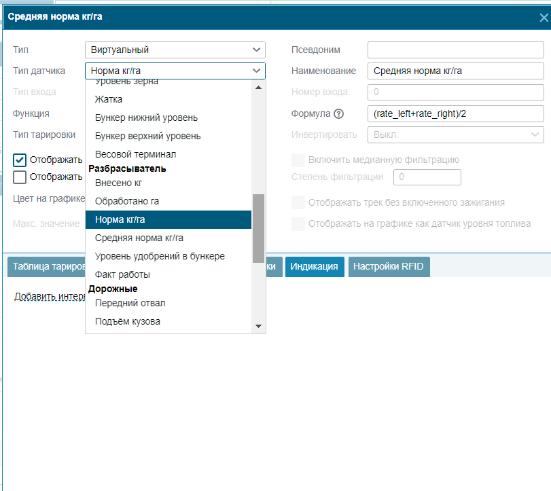 Средняя норма кг/га
Тип
Виртуальный
Псевдоним
Тип датчика
Норма кг/га
Наименование
Средняя норма кг/га
Тип входа
Номер входа:
0
Функция
Формула
(rate_left+rate_right)/2
Тип тарировки
Инвертировать
Выкл.
Отображать
Включить медианную фильтрацию
Отображать
Степень фильтрации
0
Цвет на графике
Отображать трек без включенного зажигания
Макс. значение
Отображать на графике как датчик уровня топлива
Уровень зерна
Жатка
Бункер нижний уровень
Бункер верхний уровень
Весовой терминал
Разбрасыватель
Внесено кг
Обработано га
Норма кг/га
Средняя норма кг/га
Уровень удобрений в бункере
Факт работы
Дорожные
Передний отвал
Подъём кузова
Таблица тариров
ки
Индикация
Настройки RFID
Добавить интер